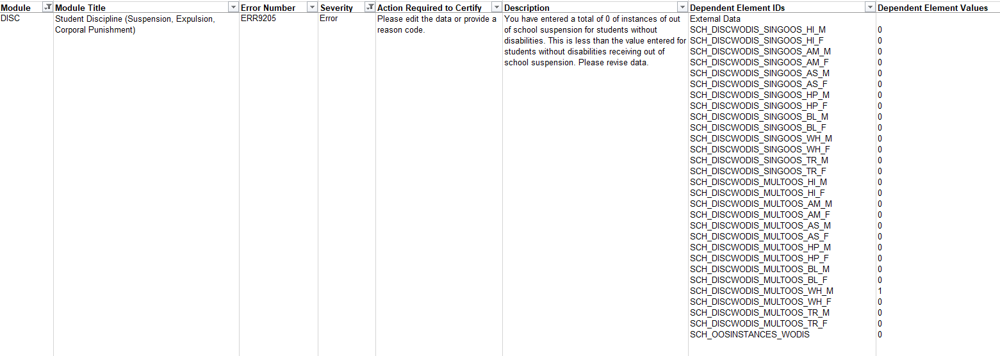 Module Module Title Error Number Severity Action Required to Certify Description Dependent Element IDs Dependent Element Values
DISC Student Discipline (Suspension, Expulsion, ERR9205 Error Please edit the data or provide a You have entered a total of 0 of instances of out External Data
Corporal Punishment) reason code. of school suspension for students without SCH_DISCWODIS_SINGOOS_HI_M 0
disabilities. This is less than the value entered for SCH_DISCWODIS_SINGOOS_HI_F 0
students without disabilities receiving out of SCH_DISCWODIS_SINGOOS_AM_M 0
school suspension. Please revise data. SCH_DISCWODIS_SINGOOS_AM_F 0
SCH_DISCWODIS_SINGOOS_AS_M 0
SCH_DISCWODIS_SINGOOS_AS_F 0
SCH_DISCWODIS_SINGOOS_HP_M 0
SCH_DISCWODIS_SINGOOS_HP_F 0
SCH_DISCWODIS_SINGOOS_BL_M 0
SCH_DISCWODIS_SINGOOS_BL_F 0
SCH_DISCWODIS_SINGOOS_WH_M 0
SCH_DISCWODIS_SINGOOS_WH_F 0
SCH_DISCWODIS_SINGOOS_TR_M 0
SCH_DISCWODIS_SINGOOS_TR_F 0
SCH_DISCWODIS_MULTOOS_HI_M 0
SCH_DISCWODIS_MULTOOS_HI_F 0
SCH_DISCWODIS_MULTOOS_AM_M 0
SCH_DISCWODIS_MULTOOS_AM_F 0
SCH_DISCWODIS_MULTOOS_AS_M 0
SCH_DISCWODIS_MULTOOS_AS_F 0
SCH_DISCWODIS_MULTOOS_HP_M 0
SCH_DISCWODIS_MULTOOS_HP_F 0
SCH_DISCWODIS_MULTOOS_BL_M 0
SCH_DISCWODIS_MULTOOS_BL_F 0
SCH_DISCWODIS_MULTOOS_WH_M 1
SCH_DISCWODIS_MULTOOS_WH_F 0
SCH_DISCWODIS_MULTOOS_TR_M 0
SCH_DISCWODIS_MULTOOS_TR_F 0
SCH_OOSINSTANCES_WODIS 0